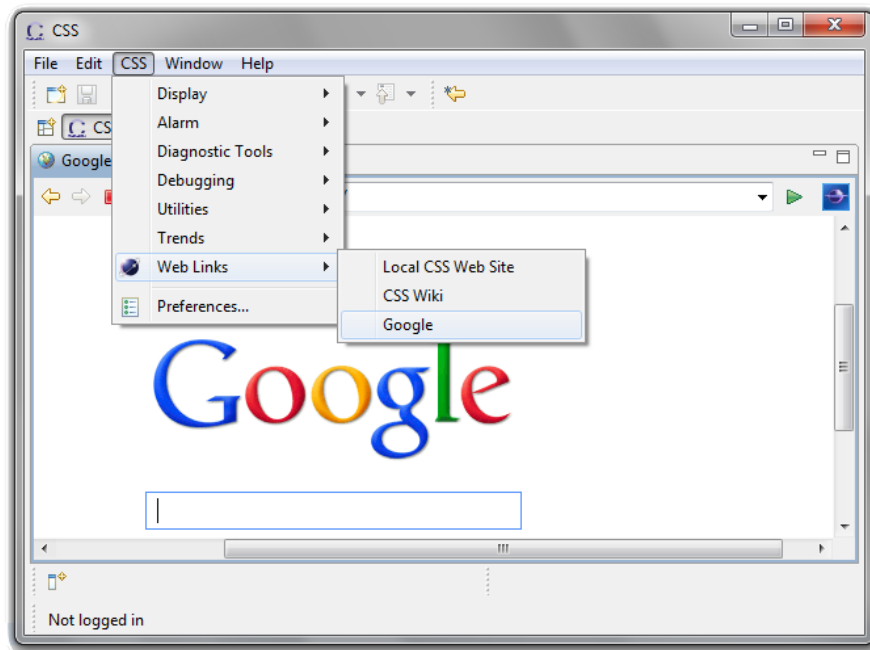 CSS
File Edit CSS Window Help
Display
Alarm
CS
Diagnostic Tools
Google
Debugging
Utilities
Trends
Web Links
Local CSS Web Site
CSS Wiki
Preferences...
Google
Google
Not logged in